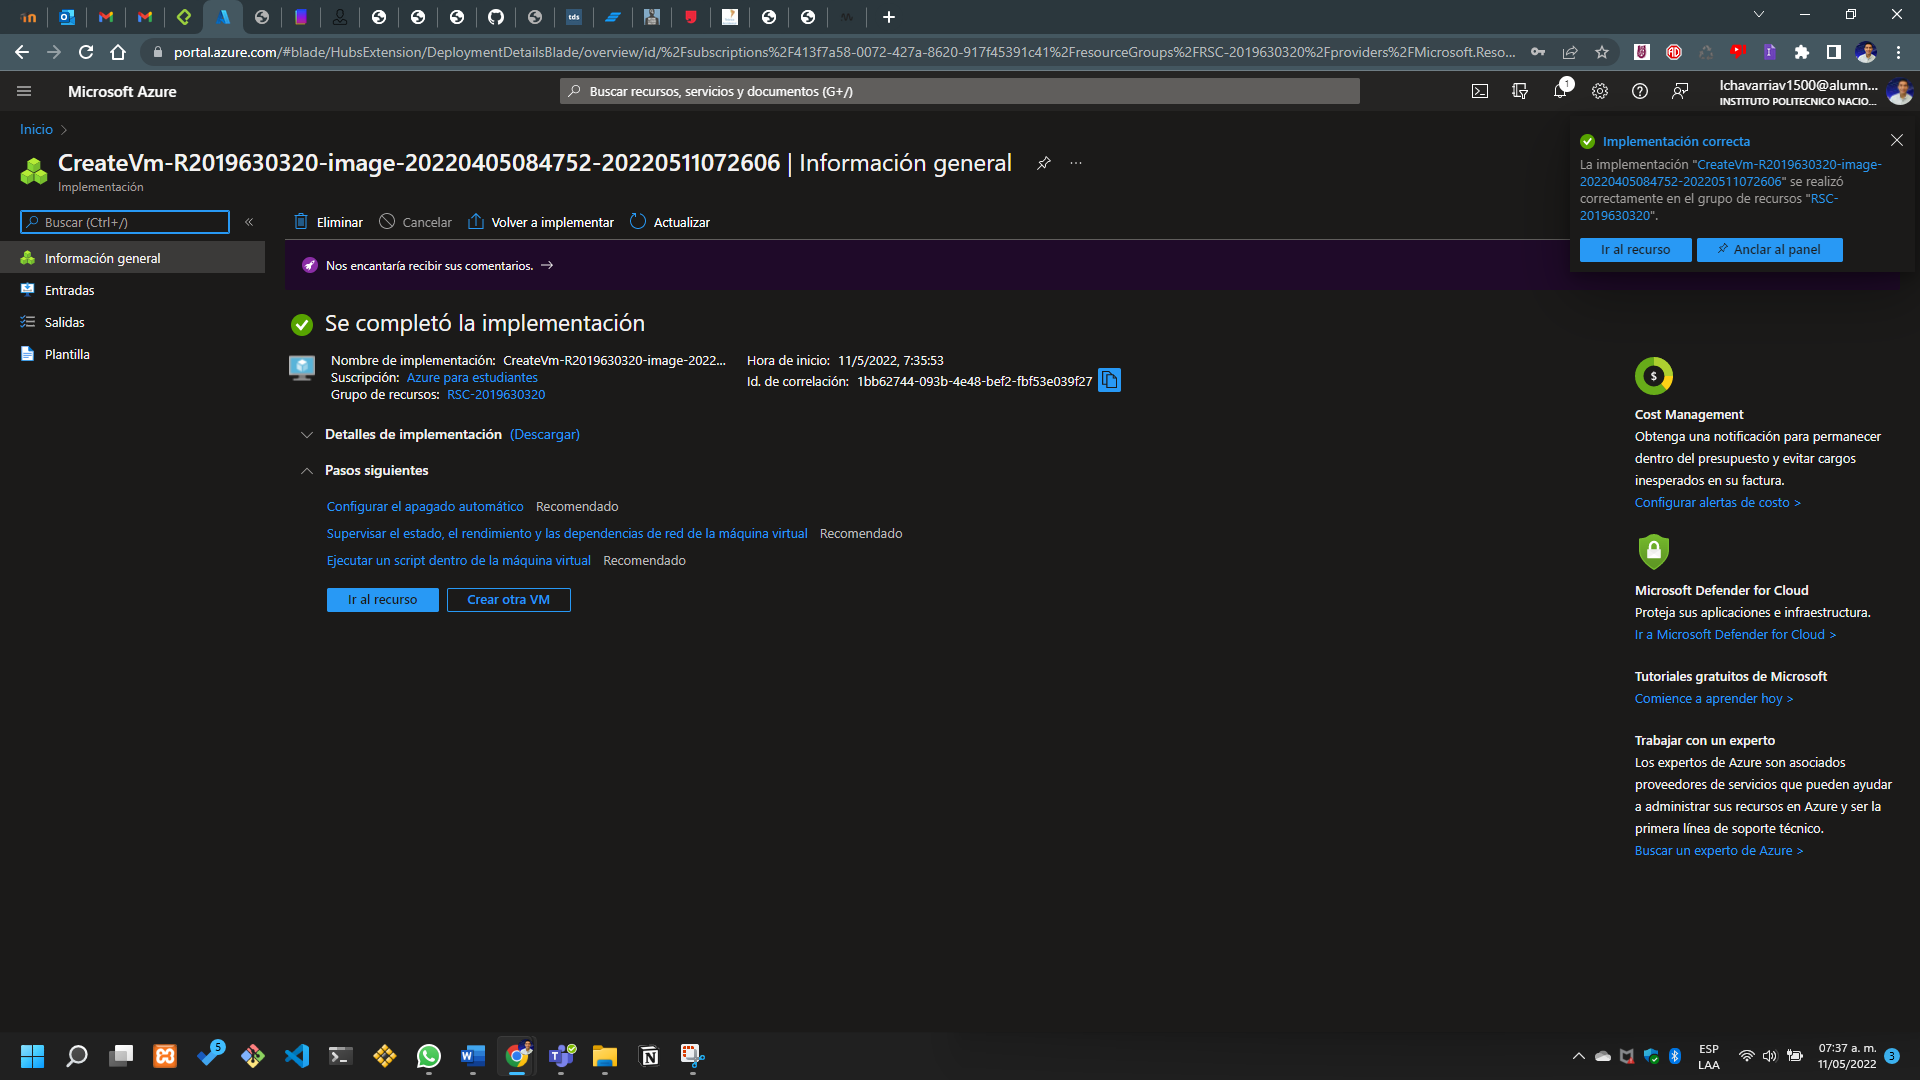 portal.azure.com/#blade/HubsExtension/DeploymentDetailsBlade/overview/id/%2Fsubscriptions%2F413f7a58-0072-427a-8620-917f45391c41%2FresourceGroups%2FRSC-2019630320%2Fproviders%2FMicrosoft.Reso...
Microsoft Azure
Buscar recursos, servicios y documentos (G+/)
1
lchavarriav1500@alumn...
INSTITUTO POLITECNICO NACIO...
Inicio >
CreateVm-R2019630320-image-20220405084752-20220511072606 | Información general
Implementación
Implementación correcta
La implementación "CreateVm-R2019630320-image-
20220405084752-20220511072606" se realizó
correctamente en el grupo de recursos "RSC-
2019630320".
Ir al recurso
Anclar al panel
Buscar (Ctrl+/)
«
Información general
Entradas
Salidas
Plantilla
Eliminar
Cancelar
Volver a implementar
Actualizar
Nos encantaría recibir sus comentarios. →
Se completó la implementación
Nombre de implementación: CreateVm-R2019630320-image-2022...
Suscripción: Azure para estudiantes
Grupo de recursos: RSC-2019630320
Hora de inicio: 11/5/2022, 7:35:53
Id. de correlación: 1bb62744-093b-4e48-bef2-fbf53e039f27
Detalles de implementación (Descargar)
Pasos siguientes
Configurar el apagado automático Recomendado
Supervisar el estado, el rendimiento y las dependencias de red de la máquina virtual Recomendado
Ejecutar un script dentro de la máquina virtual Recomendado
Ir al recurso
Crear otra VM
Cost Management
Obtenga una notificación para permanecer
dentro del presupuesto y evitar cargos
inesperados en su factura.
Configurar alertas de costo >
Microsoft Defender for Cloud
Proteja sus aplicaciones e infraestructura.
Ir a Microsoft Defender for Cloud >
Tutoriales gratuitos de Microsoft
Comience a aprender hoy >
Trabajar con un experto
Los expertos de Azure son asociados
proveedores de servicios que pueden ayudar
a administrar sus recursos en Azure y ser la
primera línea de soporte técnico.
Buscar un experto de Azure >
5
ESP
LAA
07:37 a. m.
11/05/2022
3